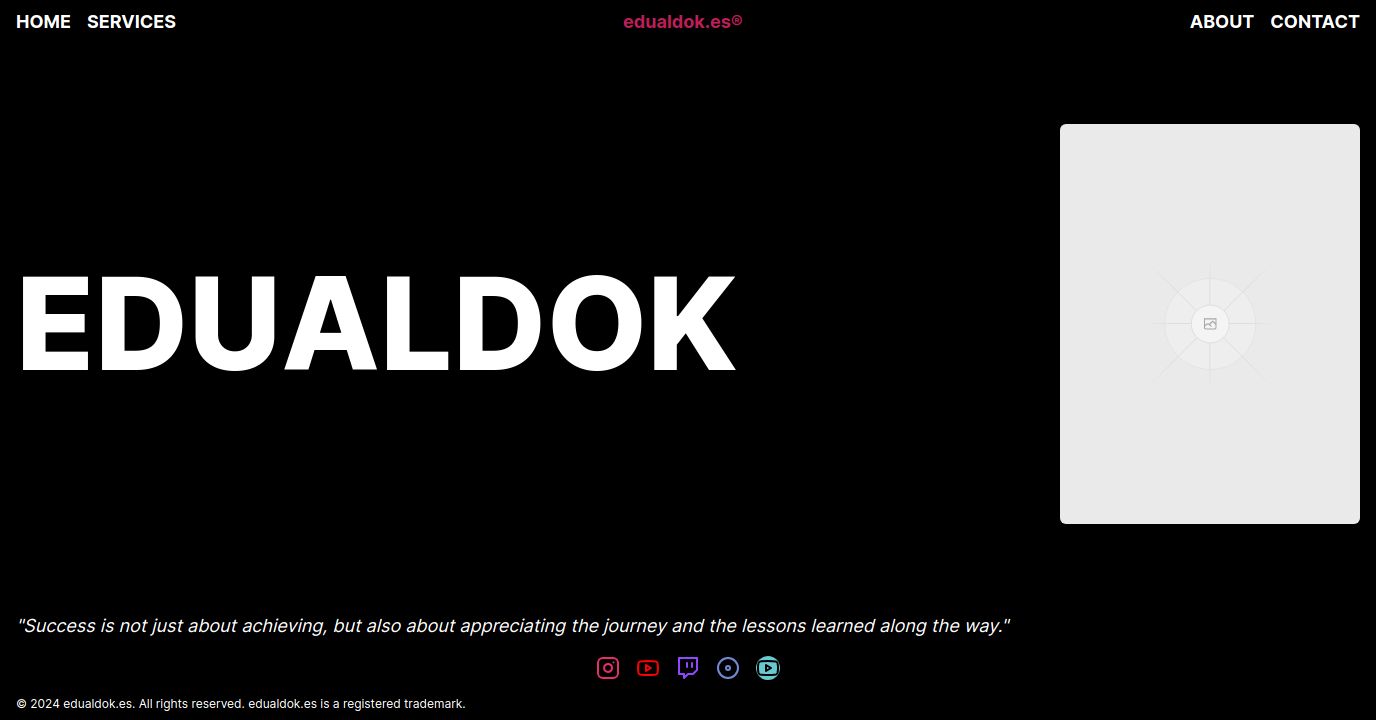 HOME SERVICES edualdok.es® ABOUT CONTACT
EDUALDOK
"Success is not just about achieving, but also about appreciating the journey and the lessons learned along the way."
© 2024 edualdok.es. All rights reserved. edualdok.es is a registered trademark.